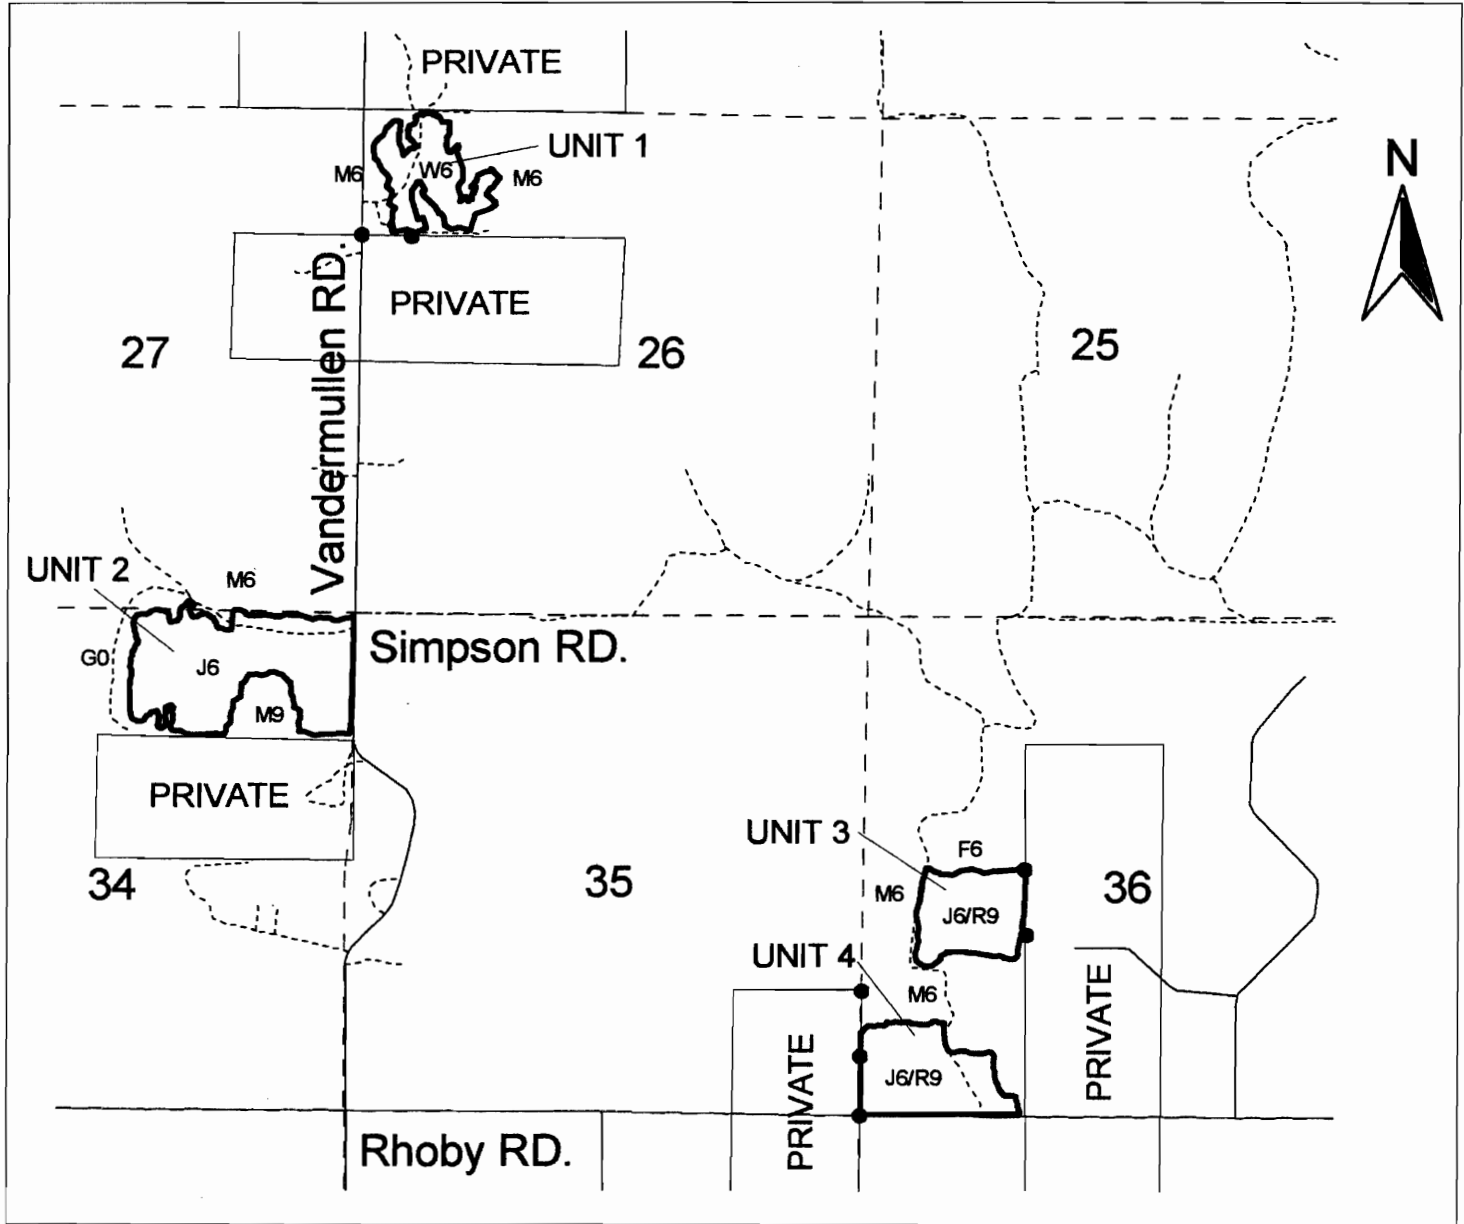 PRIVATE
UNIT 1
M6
W6
M6
N
Vandermullen RD.
PRIVATE
27
26
25
UNIT 2
M6
G0
J6
Simpson RD.
M9
PRIVATE
UNIT 3
F6
34
35
M6
36
J6/R9
UNIT 4
M6
PRIVATE
PRIVATE
J6/R9
Rhoby RD.